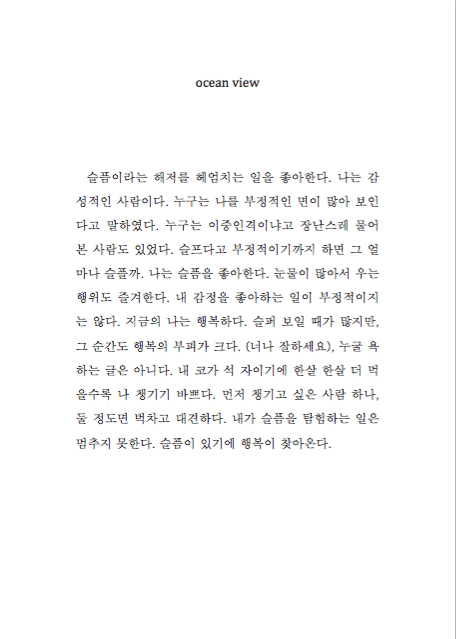 ocean view
슬픔이라는 해저를 헤엄치는 일을 좋아한다. 나는 감
성적인 사람이다. 누구는 나를 부정적인 면이 많아 보인
다고 말하였다. 누구는 이중인격이냐고 장난스레 물어
본 사람도 있었다. 슬프다고 부정적이기까지 하면 그 얼
마나 슬플까. 나는 슬픔을 좋아한다. 눈물이 많아서 우는
행위도 즐겨한다. 내 감정을 좋아하는 일이 부정적이지
는 않다. 지금의 나는 행복하다. 슬퍼 보일 때가 많지만,
그 순간도 행복의 부피가 크다. (너나 잘하세요), 누굴 욕
하는 글은 아니다. 내 코가 석 자이기에 한살 한살 더 먹
을수록 나 챙기기 바쁘다. 먼저 챙기고 싶은 사람 하나,
둘 정도면 벅차고 대견하다. 내가 슬픔을 탐험하는 일은
멈추지 못한다. 슬픔이 있기에 행복이 찾아온다.